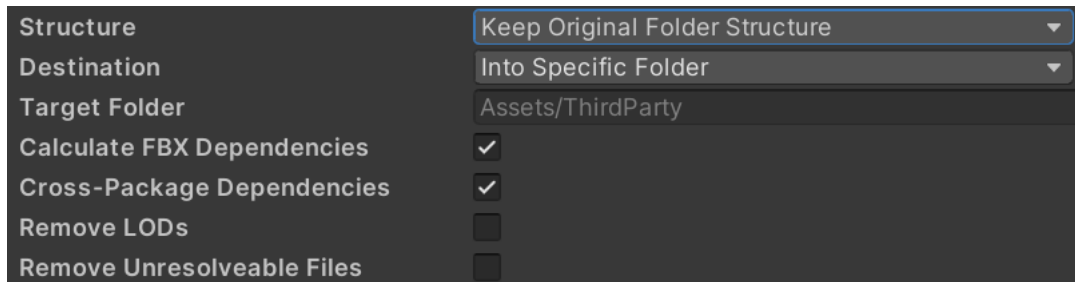 Structure Keep Original Folder Structure
Destination Into Specific Folder
Target Folder Assets/ThirdParty
Calculate FBX Dependencies
Cross-Package Dependencies
Remove LODs
Remove Unresolveable Files